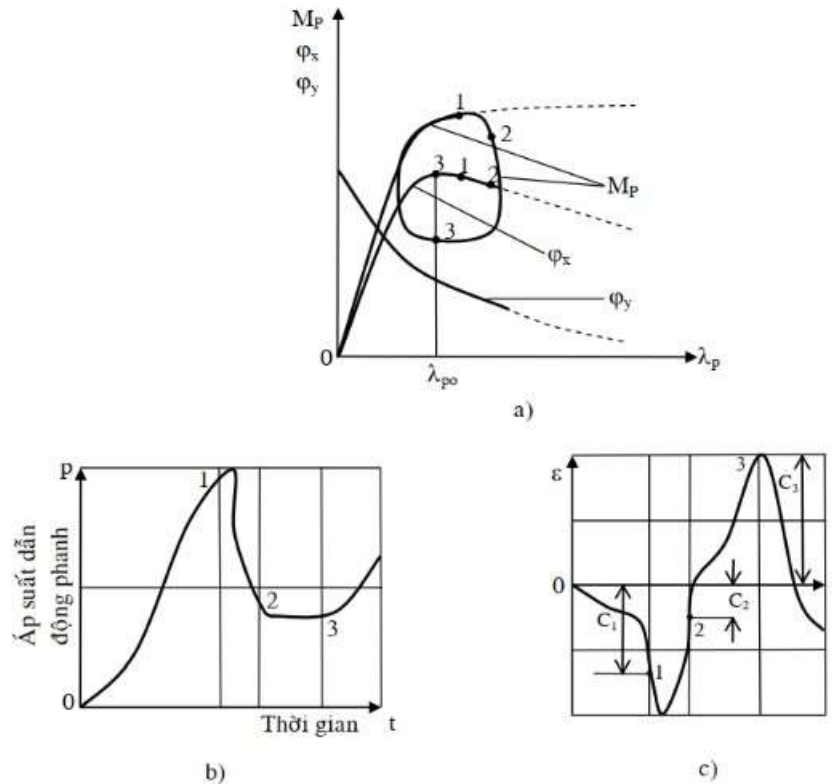 M_P
φ_x
φ_y
1
2
3
1
2
M_P
3
φ_x
φ_y
0
λ_po
λ_p
a)
p
1
Áp suất dẫn
động phanh
2
3
0
Thời gian
t
b)
ε
3
C_3
0
C_1
C_2
2
1
c)